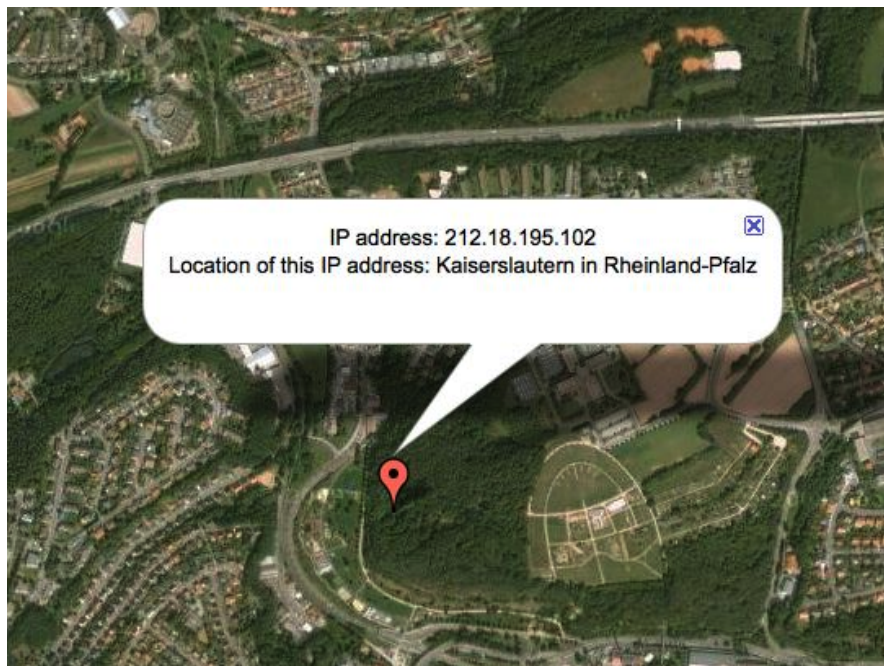 IP address: 212.18.195.102
Location of this IP address: Kaiserslautern in Rheinland-Pfalz